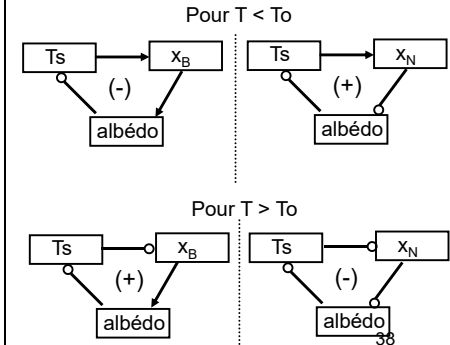 Pour T < To
Ts
x_B
(-)
albédo
Ts
x_N
(+)
albédo
Pour T > To
Ts
x_B
(+)
albédo
Ts
x_N
(-)
albédo
38